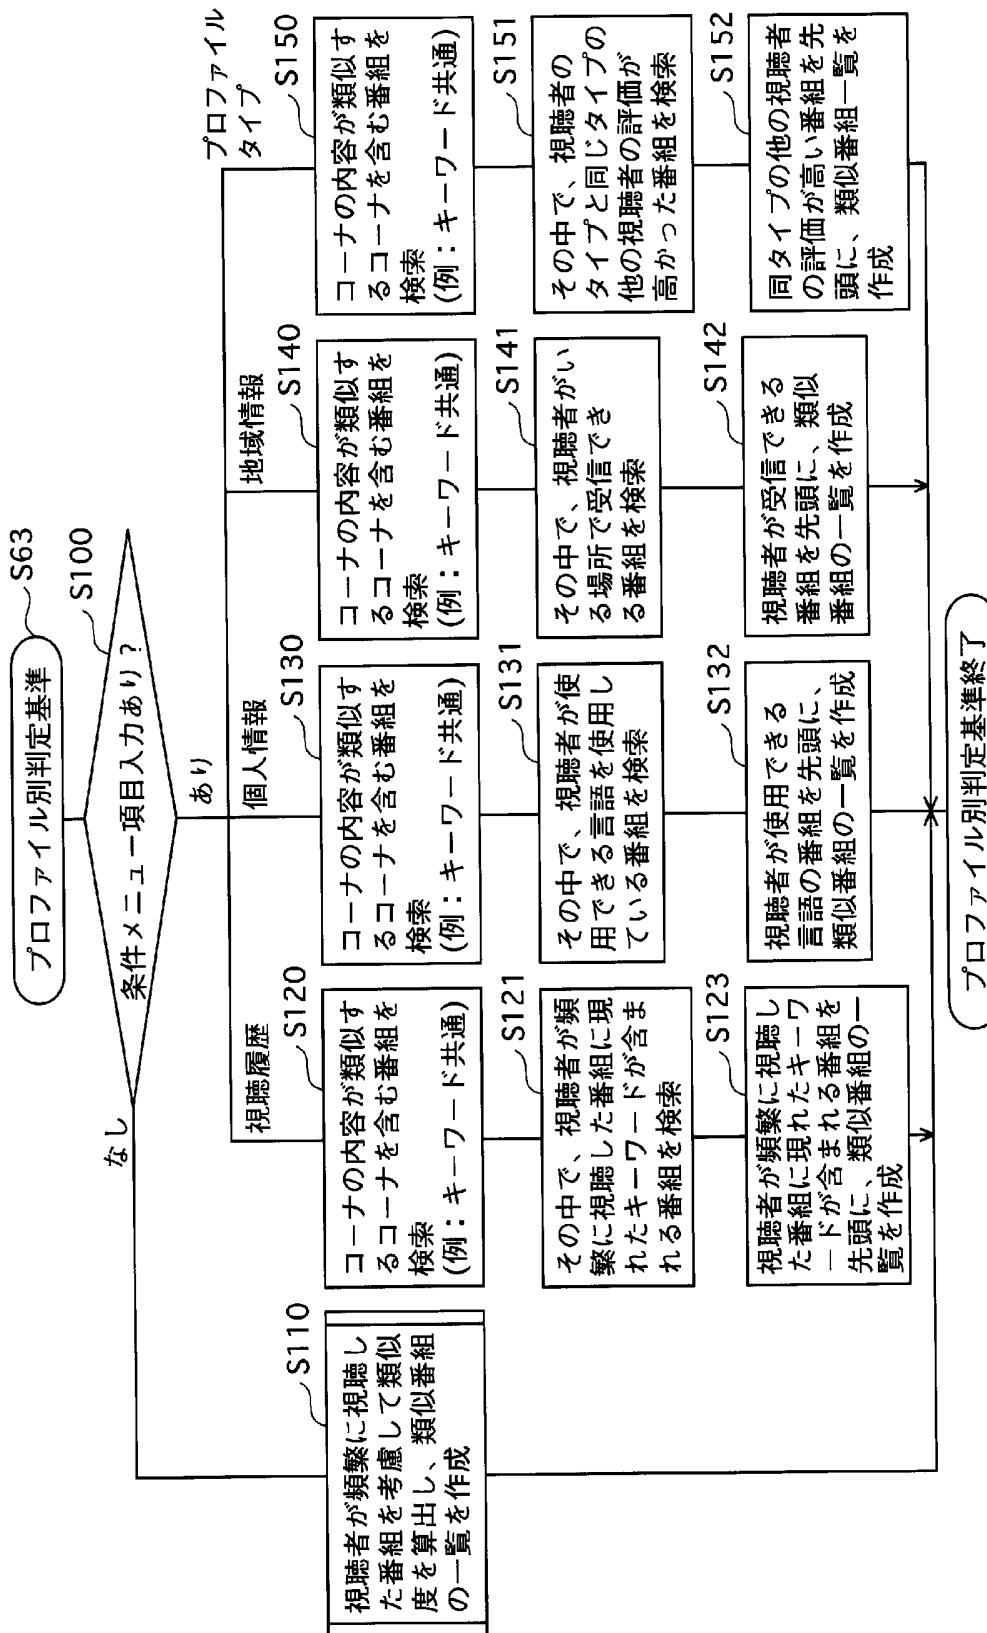 プロファイル別判定基準
S63
条件メニュー項目入力あり？
S100
なし
あり
視聴者が頻繁に視聴し
た番組を考慮して類似
度を算出し、類似番組
の一覧を作成
S110
視聴履歴
S120
コーナの内容が類似す
るコーナを含む番組を
検索
(例：キーワード共通)
S121
その中で、視聴者が頻
繁に視聴した番組に現
れたキーワードが含ま
れる番組を検索
S123
視聴者が頻繁に視聴し
た番組に現れたキーワ
ードが含まれる番組を
先頭に、類似番組の一
覧を作成
個人情報
S130
コーナの内容が類似す
るコーナを含む番組を
検索
(例：キーワード共通)
S131
その中で、視聴者が使
用できる言語を使用し
ている番組を検索
S132
視聴者が使用できる
言語の番組を先頭に、
類似番組の一覧を作成
地域情報
S140
コーナの内容が類似す
るコーナを含む番組を
検索
(例：キーワード共通)
S141
その中で、視聴者がい
る場所で受信でき
る番組を検索
S142
視聴者が受信できる
番組を先頭に、類似
番組の一覧を作成
プロファイル
タイプ
S150
コーナの内容が類似す
るコーナを含む番組を
検索
(例：キーワード共通)
S151
その中で、視聴者の
タイプと同じタイプの
他の視聴者の評価が
高かった番組を検索
S152
同タイプの他の視聴者
の評価が高い番組を先
頭に、類似番組一覧を
作成
プロファイル別判定基準終了